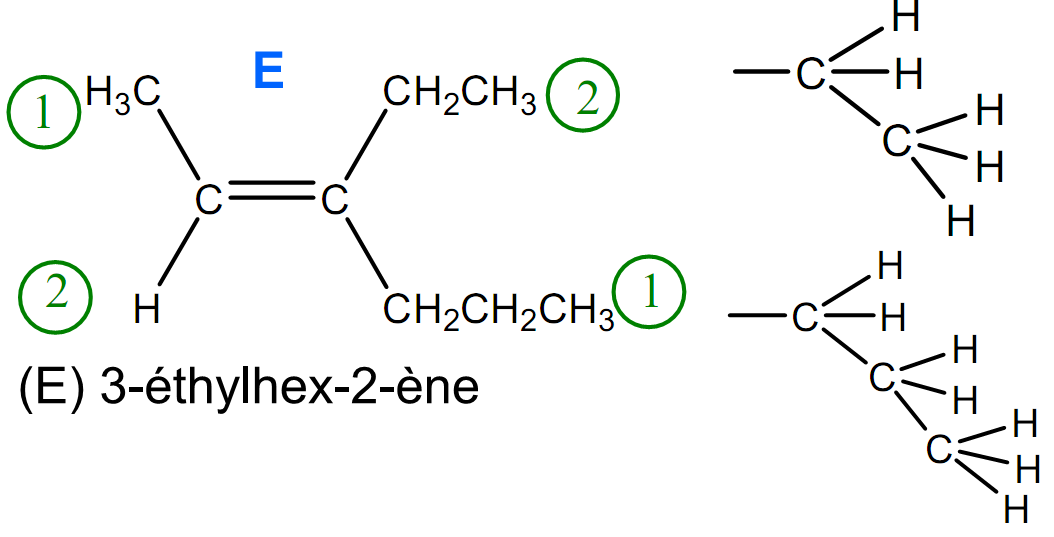 E
1 H₃C CH₂CH₃ 2
C C
2 H CH₂CH₂CH₃ 1
(E) 3-éthylhex-2-ène
H
C H
C H
H
H
H
C H
C H
H
C H
H
H